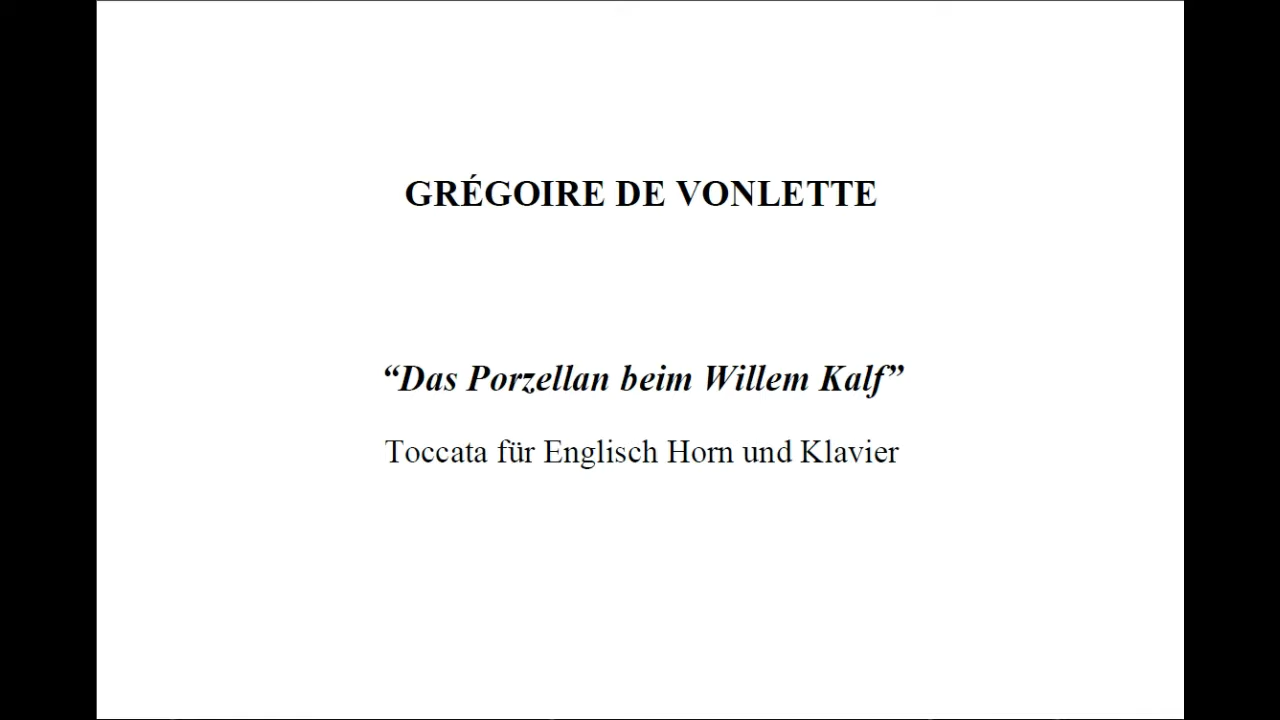 GRÉGOIRE DE VONLETTE
“Das Porzellan beim Willem Kalf”
Toccata für Englisch Horn und Klavier